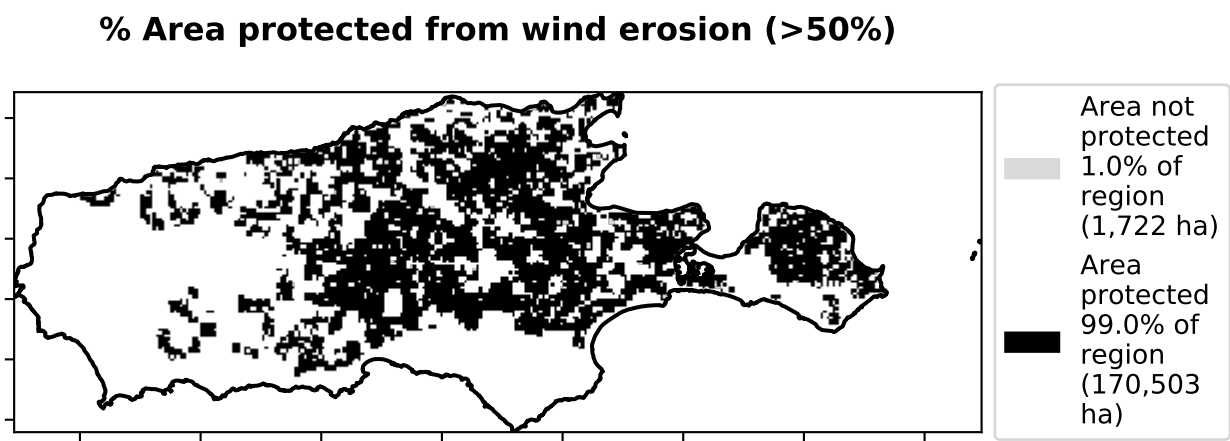 % Area protected from wind erosion (>50%)
Area not
protected
1.0% of
region
(1,722 ha)
Area
protected
99.0% of
region
(170,503
ha)